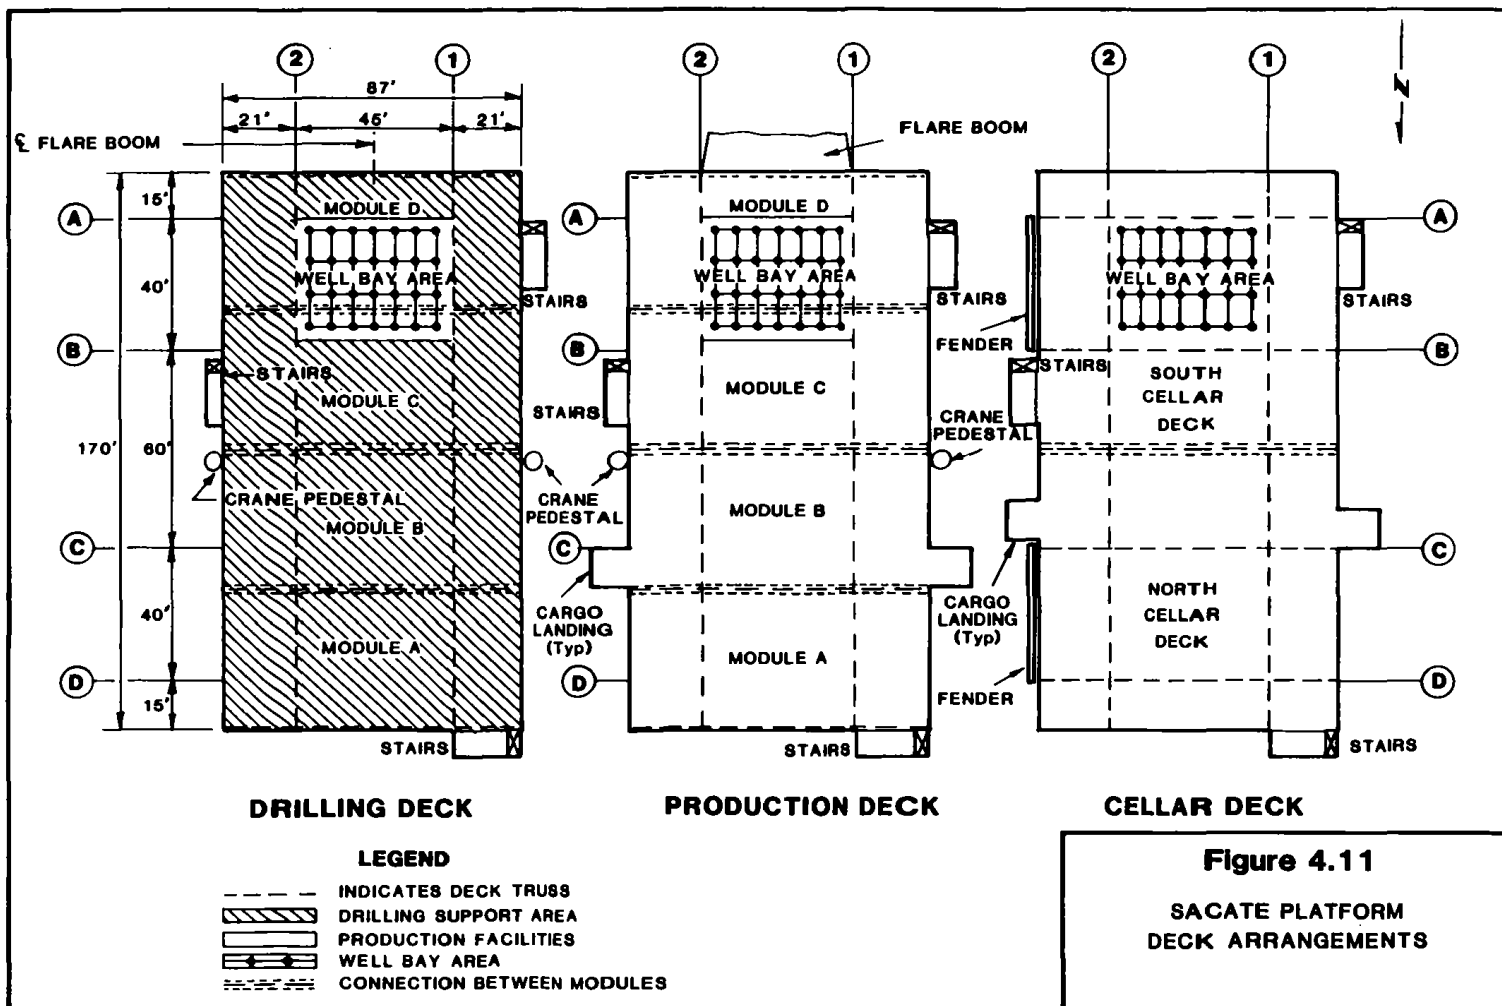 2
1
2
1
2
1
87'
21'
45'
21'
℄ FLARE BOOM
FLARE BOOM
N
15'
A
MODULE D
A
MODULE D
A
40'
WELL BAY AREA
WELL BAY AREA
WELL BAY AREA
STAIRS
STAIRS
STAIRS
FENDER
B
B
B
STAIRS
STAIRS
MODULE C
STAIRS
MODULE C
SOUTH
CELLAR
DECK
CRANE
PEDESTAL
170'
60'
CRANE PEDESTAL
CRANE
PEDESTAL
MODULE B
MODULE B
C
C
C
40'
CARGO
LANDING
(Typ)
CARGO
LANDING
(Typ)
NORTH
CELLAR
DECK
MODULE A
MODULE A
D
D
D
15'
FENDER
STAIRS
STAIRS
STAIRS
DRILLING DECK
PRODUCTION DECK
CELLAR DECK
LEGEND
INDICATES DECK TRUSS
DRILLING SUPPORT AREA
PRODUCTION FACILITIES
WELL BAY AREA
CONNECTION BETWEEN MODULES
Figure 4.11
SACATE PLATFORM
DECK ARRANGEMENTS